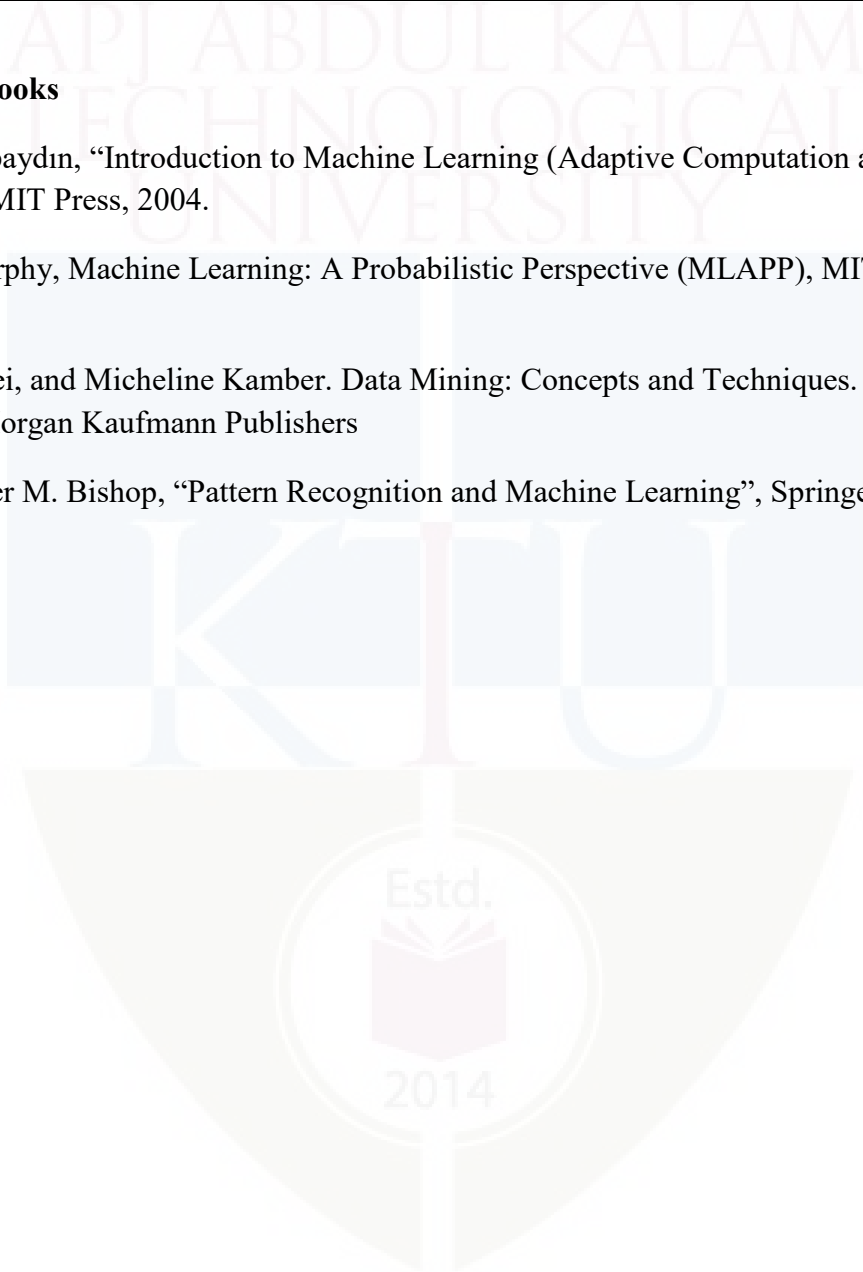 APJ ABDUL KALAM
TECHNOLOGICAL
UNIVERSITY
ooks
aydın, “Introduction to Machine Learning (Adaptive Computation a
MIT Press, 2004.
rphy, Machine Learning: A Probabilistic Perspective (MLAPP), MI
ei, and Micheline Kamber. Data Mining: Concepts and Techniques.
organ Kaufmann Publishers
er M. Bishop, “Pattern Recognition and Machine Learning”, Springe
KTU
Estd.
2014